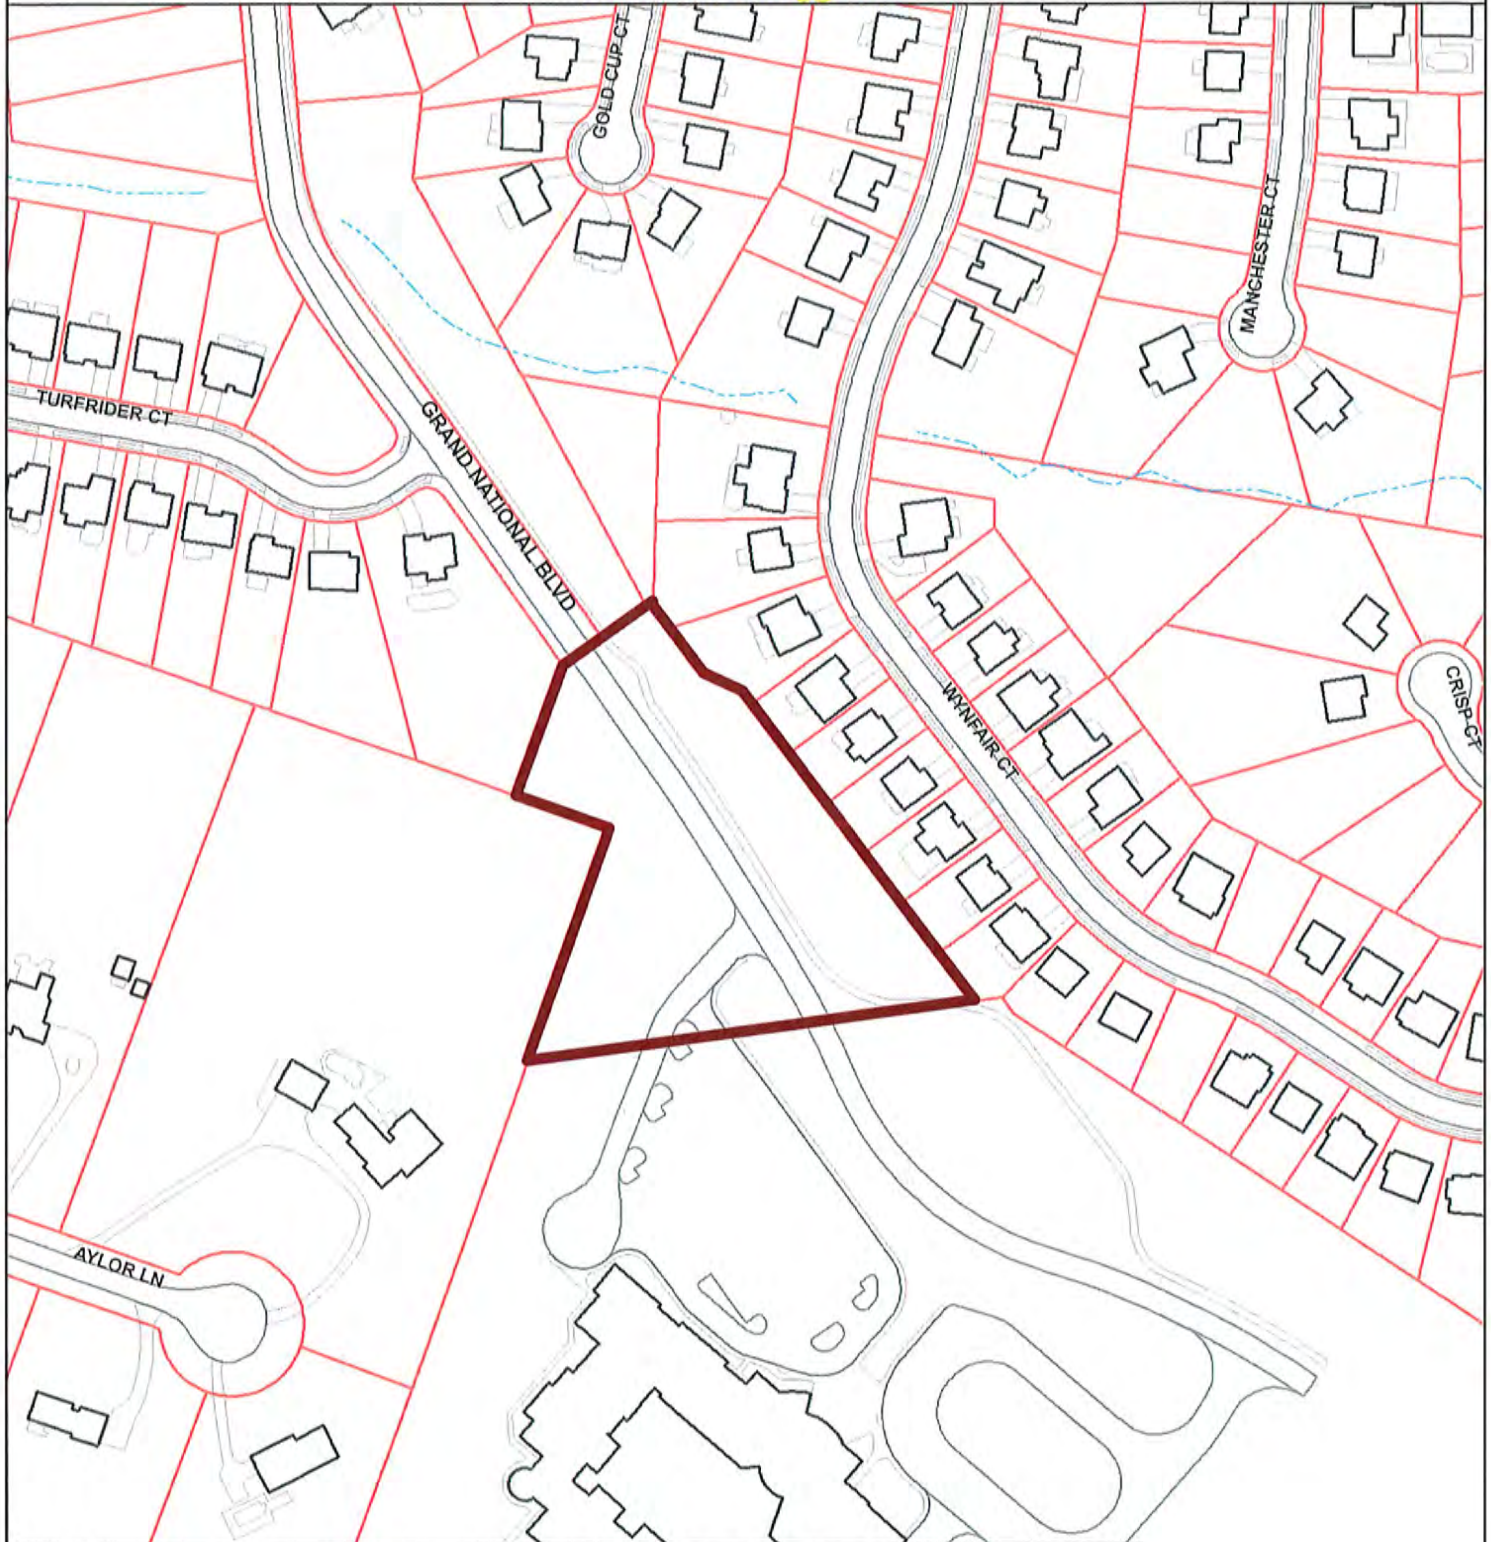 GOLD CUP CT
MANCHESTER CT
TURFRIDER CT
GRAND NATIONAL BLVD
WYNFAIR CT
CRISP CT
AYLOR LN